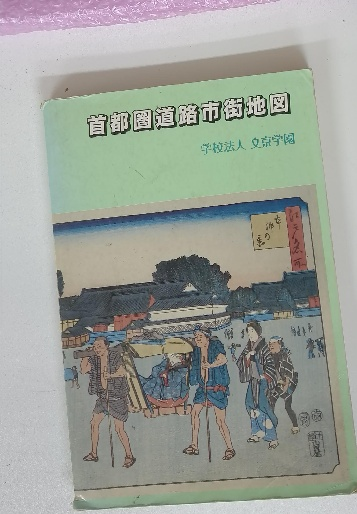 首都圏道路市街地図
学校法人 文京学園